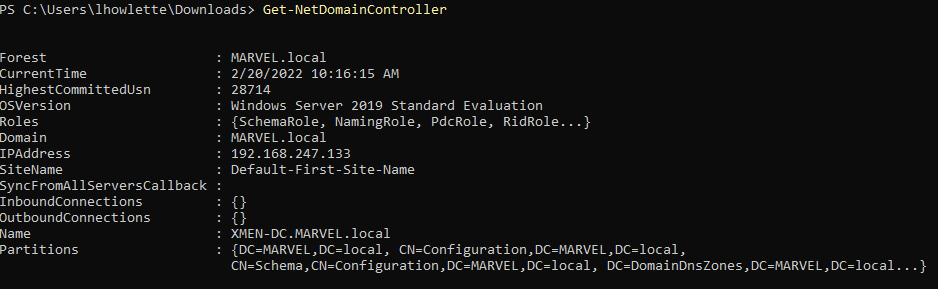 PS C:\Users\lhowlette\Downloads> Get-NetDomainController
Forest : MARVEL.local
CurrentTime : 2/20/2022 10:16:15 AM
HighestCommittedUsn : 28714
OSVersion : Windows Server 2019 Standard Evaluation
Roles : {SchemaRole, NamingRole, PdcRole, RidRole...}
Domain : MARVEL.local
IPAddress : 192.168.247.133
SiteName : Default-First-Site-Name
SyncFromAllServersCallback :
InboundConnections : {}
OutboundConnections : {}
Name : XMEN-DC.MARVEL.local
Partitions : {DC=MARVEL,DC=local, CN=Configuration,DC=MARVEL,DC=local,
CN=Schema,CN=Configuration,DC=MARVEL,DC=local, DC=DomainDnsZones,DC=MARVEL,DC=local...}